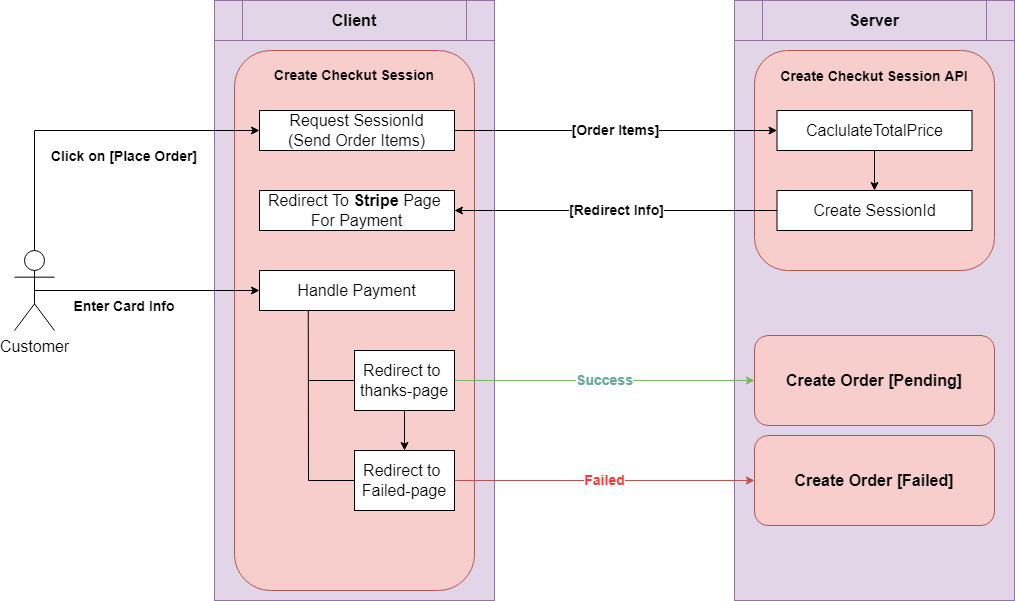 Client
Server
Create Checkut Session
Create Checkut Session API
Request SessionId
(Send Order Items)
[Order Items]
CaclulateTotalPrice
Click on [Place Order]
Redirect To Stripe Page
For Payment
[Redirect Info]
Create SessionId
Handle Payment
Enter Card Info
Customer
Redirect to
thanks-page
Success
Create Order [Pending]
Redirect to
Failed-page
Failed
Create Order [Failed]